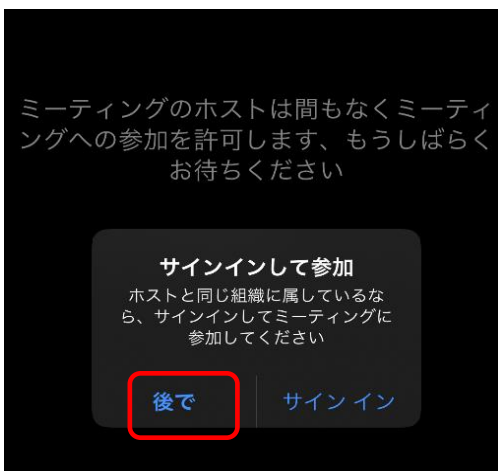 ミーティングのホストは間もなくミーティ
ングへの参加を許可します、もうしばらく
お待ちください
サインインして参加
ホストと同じ組織に属しているな
ら、サインインしてミーティングに
参加してください
後で
サイン イン